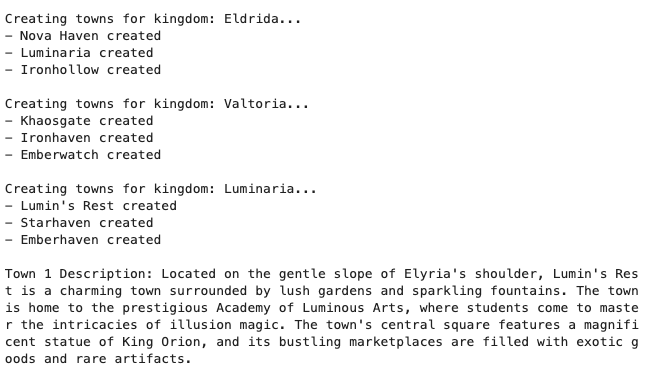 Creating towns for kingdom: Eldrida...
– Nova Haven created
– Luminaria created
– Ironhollow created
Creating towns for kingdom: Valtoria...
– Khaosgate created
– Ironhaven created
– Emberwatch created
Creating towns for kingdom: Luminaria...
– Lumin's Rest created
– Starhaven created
– Emberhaven created
Town 1 Description: Located on the gentle slope of Elyria's shoulder, Lumin's Res
t is a charming town surrounded by lush gardens and sparkling fountains. The town
is home to the prestigious Academy of Luminous Arts, where students come to maste
r the intricacies of illusion magic. The town's central square features a magnifi
cent statue of King Orion, and its bustling marketplaces are filled with exotic g
oods and rare artifacts.